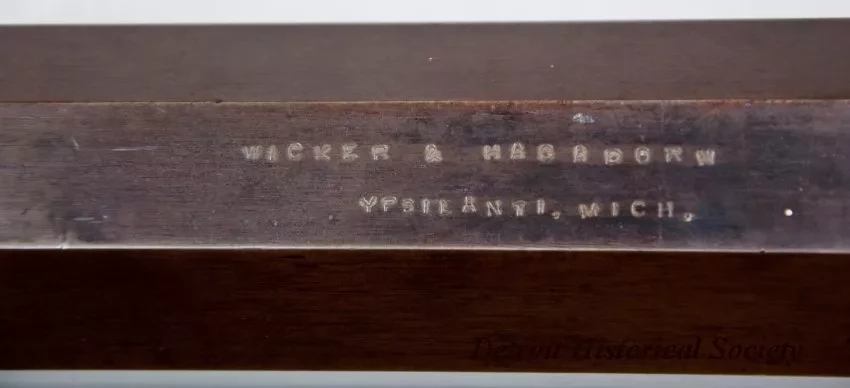 WICKER & HAGADORN
YPSILANTI, MICH,
Detroit Historical Society